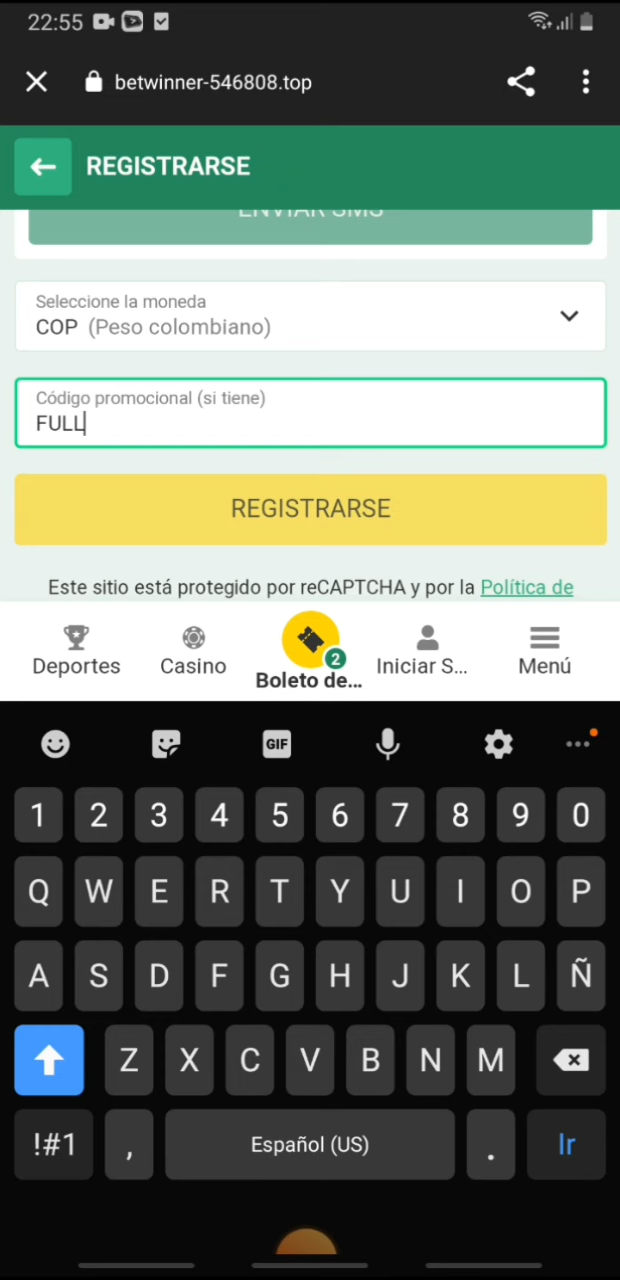 22:55
betwinner-546808.top
REGISTRARSE
ENVIAR SMS
Seleccione la moneda
COP (Peso colombiano)
Código promocional (si tiene)
FULL
REGISTRARSE
Este sitio está protegido por reCAPTCHA y por la Política de
2
Deportes Casino Boleto de... Iniciar S... Menú
GIF
1 2 3 4 5 6 7 8 9 0
Q W E R T Y U I O P
A S D F G H J K L Ñ
Z X C V B N M
!#1 , Español (US) . Ir